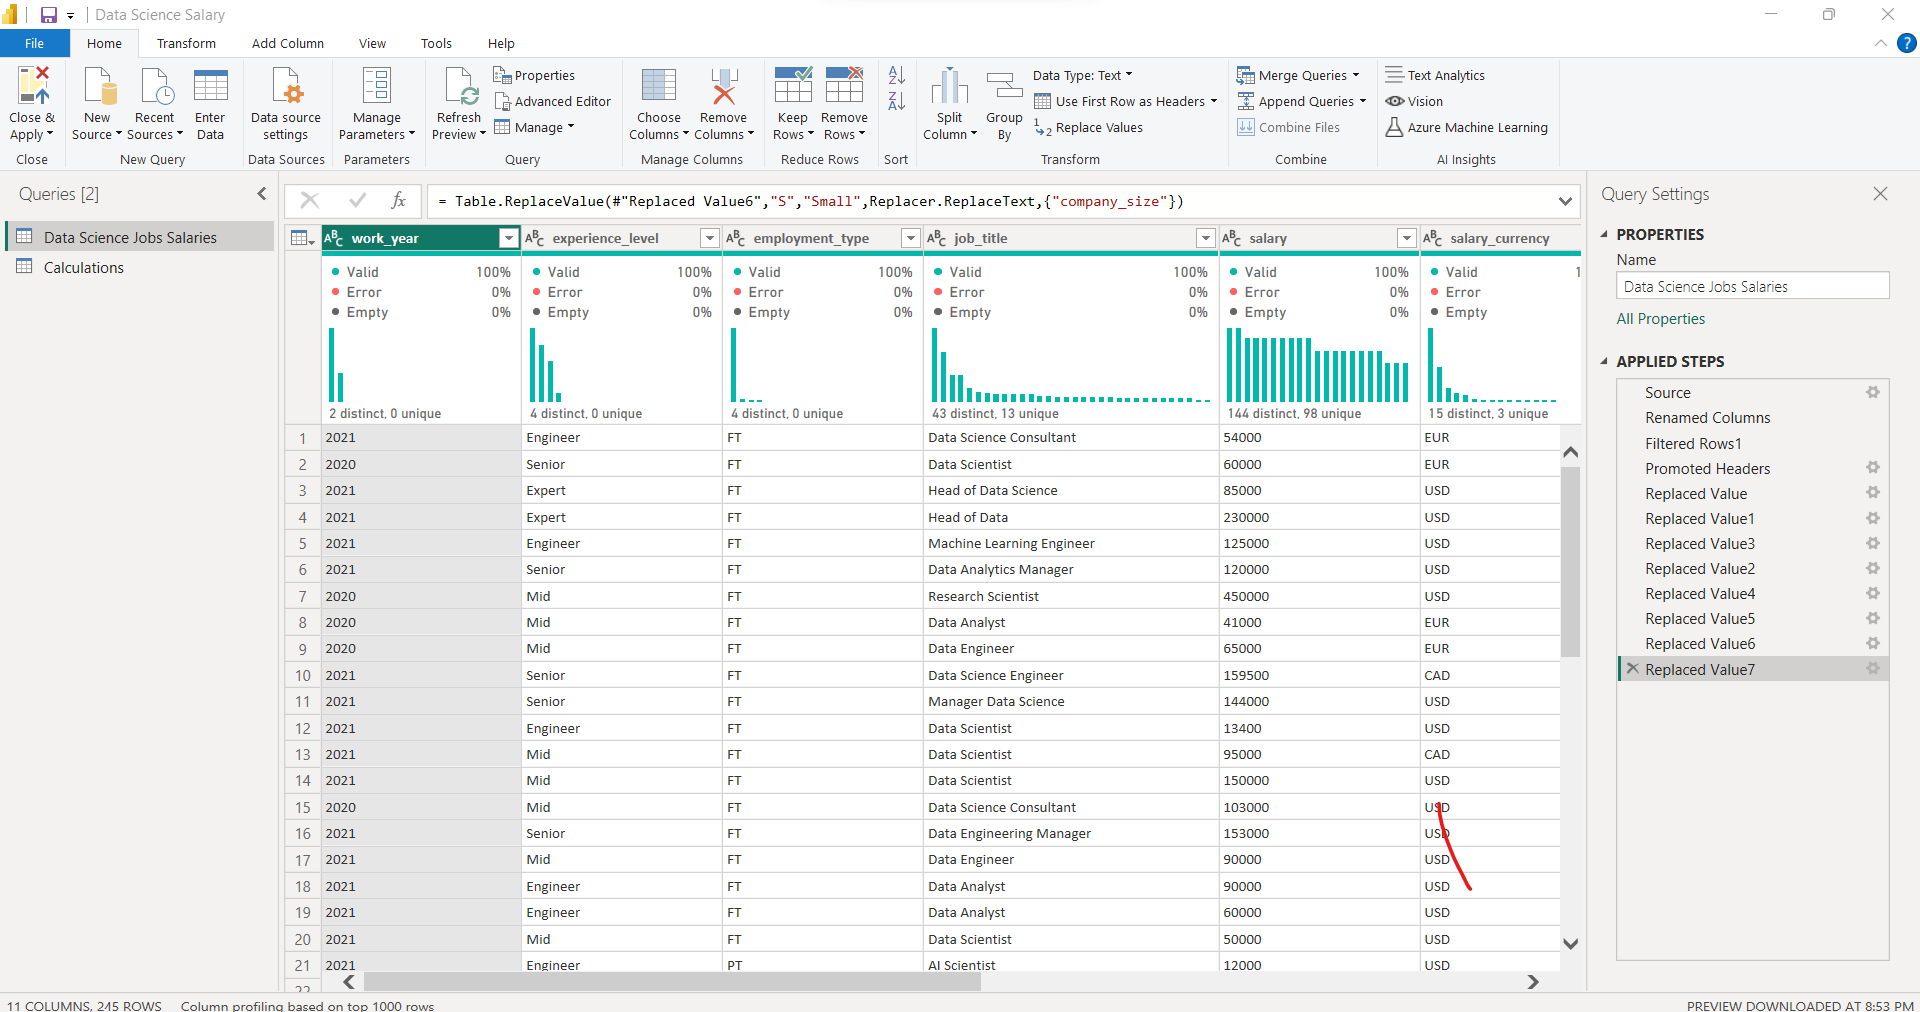 Data Science Salary
File Home Transform Add Column View Tools Help
Close & Apply
Close
New Source
Recent Sources
Enter Data
New Query
Data source settings
Data Sources
Manage Parameters
Parameters
Refresh Preview
Properties
Advanced Editor
Manage
Query
Choose Columns
Remove Columns
Manage Columns
Keep Rows
Remove Rows
Reduce Rows
Sort
Split Column
Group By
Data Type: Text
Use First Row as Headers
Replace Values
Transform
Merge Queries
Append Queries
Combine Files
Combine
Text Analytics
Vision
Azure Machine Learning
AI Insights
Queries [2]
Data Science Jobs Salaries
Calculations
fx = Table.ReplaceValue(#"Replaced Value6","S","Small",Replacer.ReplaceText,{"company_size"})
work_year experience_level employment_type job_title salary salary_currency
Valid 100% Valid 100% Valid 100% Valid 100% Valid 100% Valid 1
Error 0% Error 0% Error 0% Error 0% Error 0% Error
Empty 0% Empty 0% Empty 0% Empty 0% Empty 0% Empty
2 distinct, 0 unique 4 distinct, 0 unique 4 distinct, 0 unique 43 distinct, 13 unique 144 distinct, 98 unique 15 distinct, 3 unique
1 2021 Engineer FT Data Science Consultant 54000 EUR
2 2020 Senior FT Data Scientist 60000 EUR
3 2021 Expert FT Head of Data Science 85000 USD
4 2021 Expert FT Head of Data 230000 USD
5 2021 Engineer FT Machine Learning Engineer 125000 USD
6 2021 Senior FT Data Analytics Manager 120000 USD
7 2020 Mid FT Research Scientist 450000 USD
8 2020 Mid FT Data Analyst 41000 EUR
9 2020 Mid FT Data Engineer 65000 EUR
10 2021 Senior FT Data Science Engineer 159500 CAD
11 2021 Senior FT Manager Data Science 144000 USD
12 2021 Engineer FT Data Scientist 13400 USD
13 2021 Mid FT Data Scientist 95000 CAD
14 2021 Mid FT Data Scientist 150000 USD
15 2020 Mid FT Data Science Consultant 103000 USD
16 2021 Senior FT Data Engineering Manager 153000 USD
17 2021 Mid FT Data Engineer 90000 USD
18 2021 Engineer FT Data Analyst 90000 USD
19 2021 Engineer FT Data Analyst 60000 USD
20 2021 Mid FT Data Scientist 50000 USD
21 2021 Engineer PT AI Scientist 12000 USD
22
Query Settings
PROPERTIES
Name
Data Science Jobs Salaries
All Properties
APPLIED STEPS
Source
Renamed Columns
Filtered Rows1
Promoted Headers
Replaced Value
Replaced Value1
Replaced Value3
Replaced Value2
Replaced Value4
Replaced Value5
Replaced Value6
Replaced Value7
11 COLUMNS, 245 ROWS Column profiling based on top 1000 rows
PREVIEW DOWNLOADED AT 8:53 PM